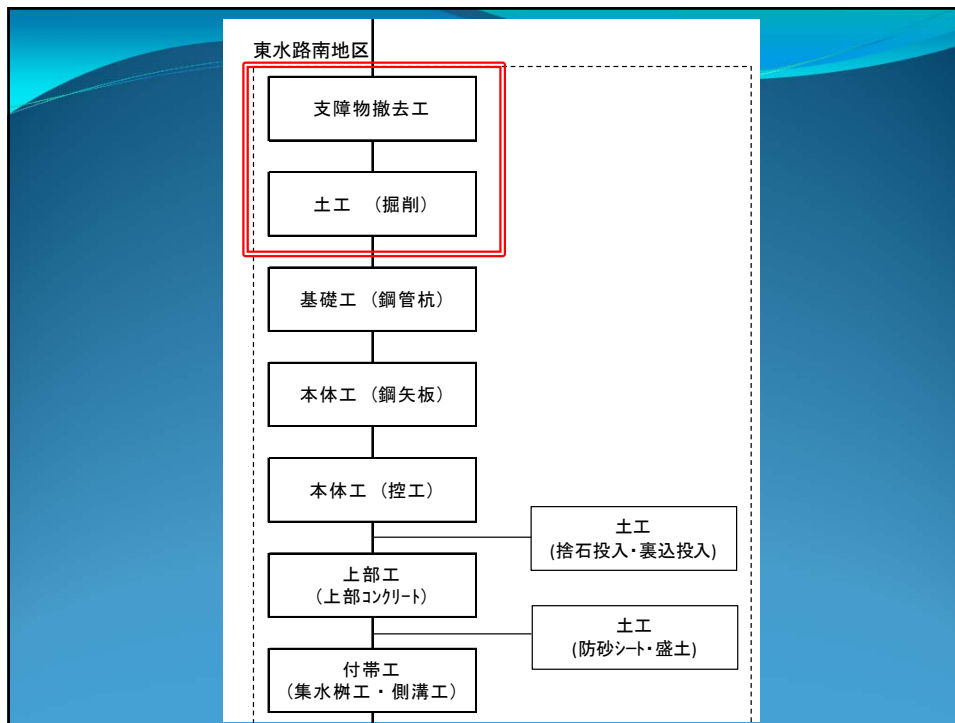 東水路南地区
支障物撤去工
土工　（掘削）
基礎工（鋼管杭）
本体工（鋼矢板）
本体工（控工）
土工
(捨石投入・裏込投入)
上部工
（上部ｺﾝｸﾘｰﾄ）
土工
(防砂ｼｰﾄ・盛土)
付帯工
（集水桝工・側溝工）